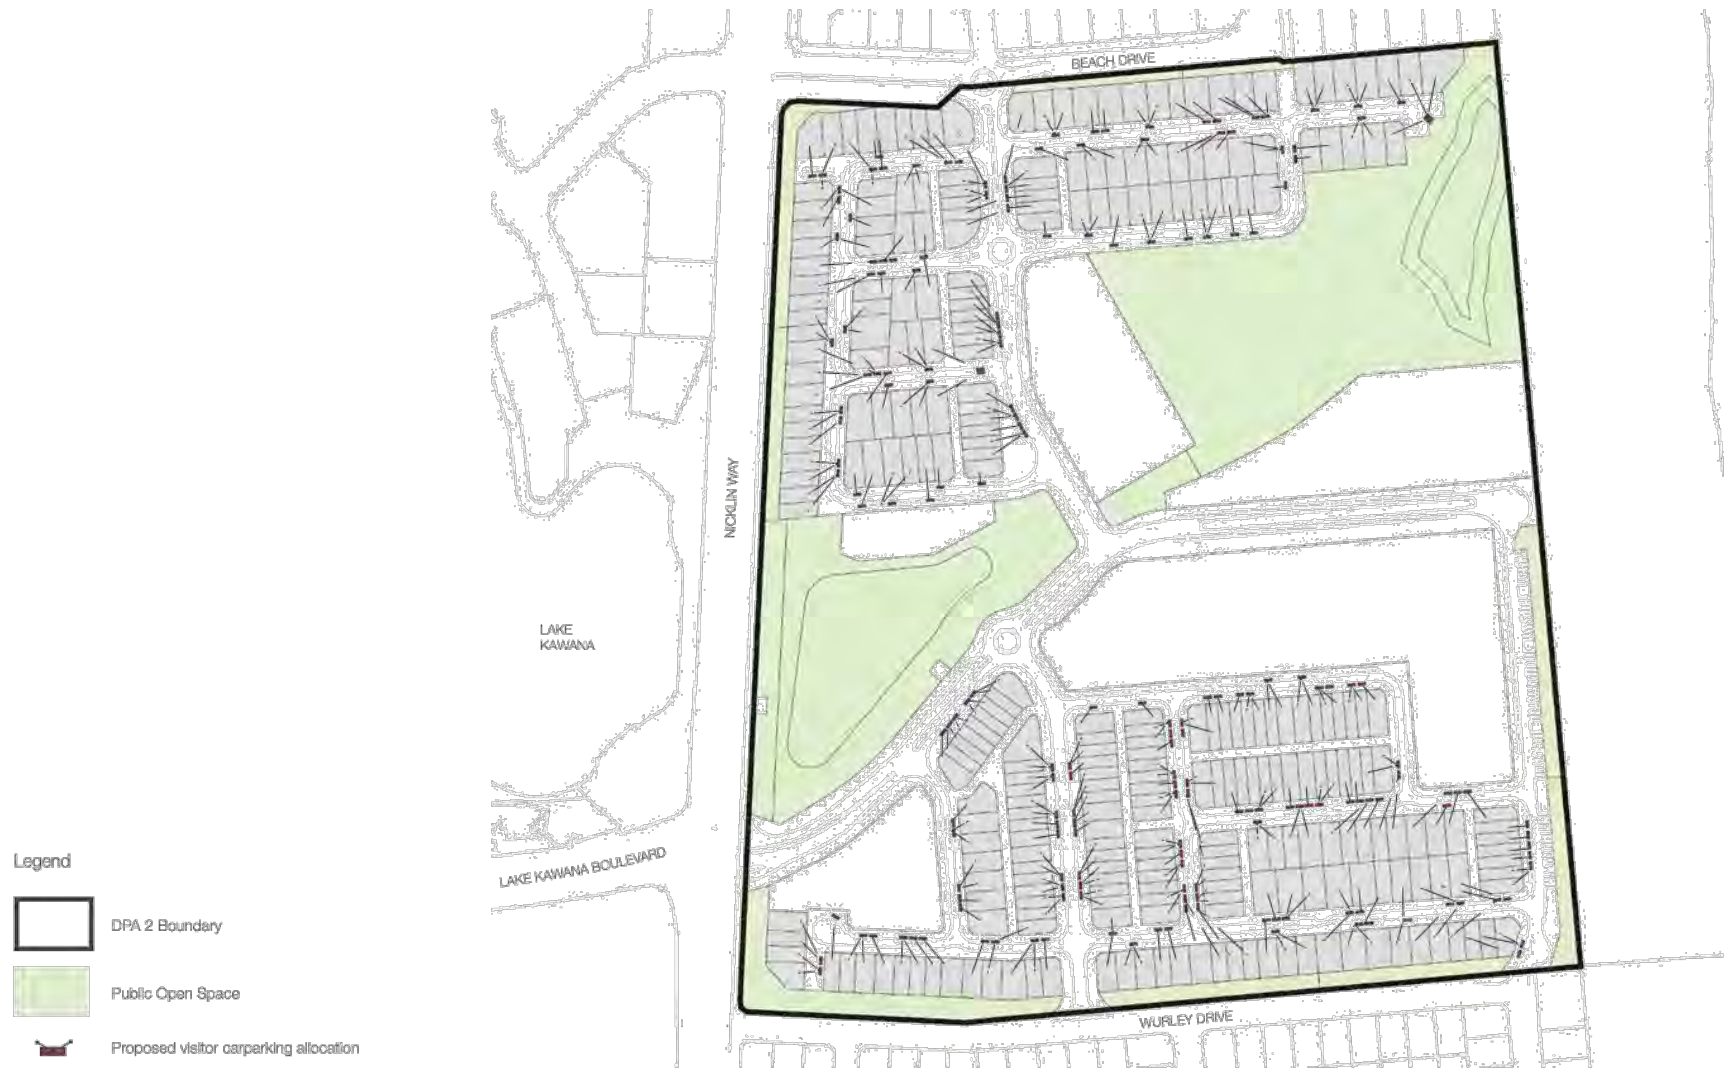 BEACH DRIVE
NICKLIN WAY
LAKE
KAWANA
LAKE KAWANA BOULEVARD
WURLEY DRIVE
Legend
DPA 2 Boundary
Public Open Space
Proposed visitor carparking allocation